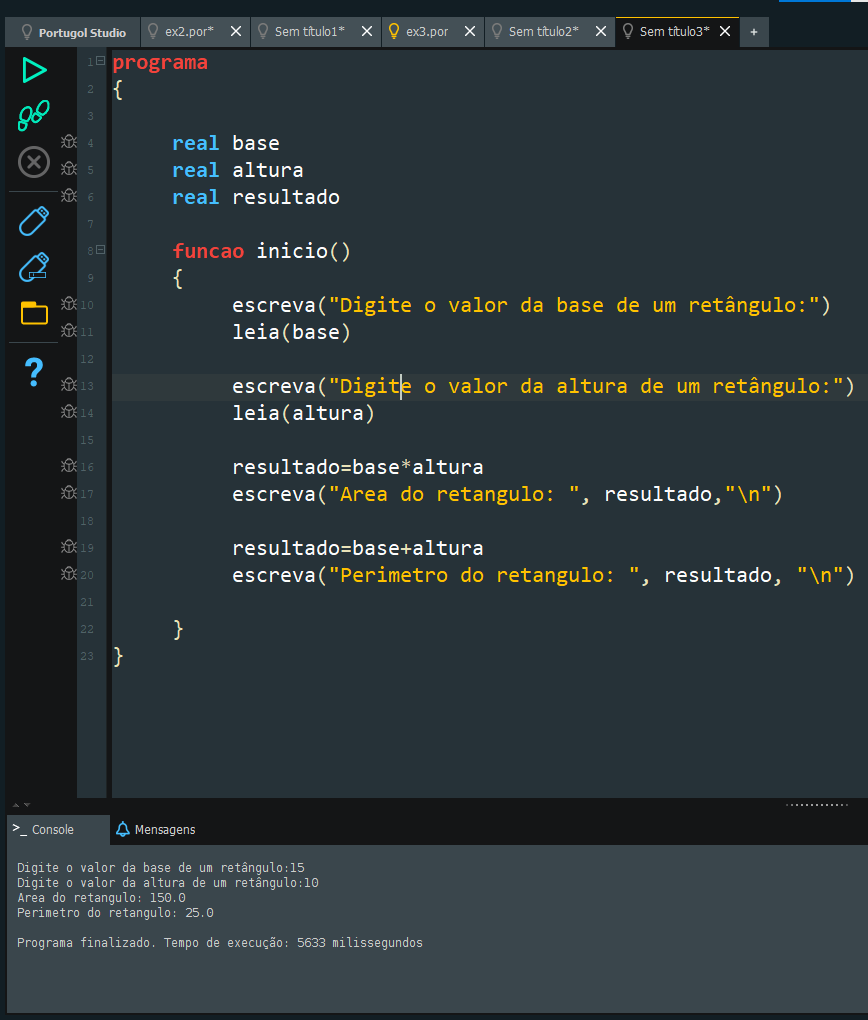 Portugol Studio ex2.por* Sem título1* ex3.por Sem título2* Sem título3* +
1 programa
2 {
3
4 real base
5 real altura
6 real resultado
7
8 funcao inicio()
9 {
10 escreva("Digite o valor da base de um retângulo:")
11 leia(base)
12
13 escreva("Digite o valor da altura de um retângulo:")
14 leia(altura)
15
16 resultado=base*altura
17 escreva("Area do retangulo: ", resultado,"\n")
18
19 resultado=base+altura
20 escreva("Perimetro do retangulo: ", resultado, "\n")
21
22 }
23 }
>_ Console Mensagens
Digite o valor da base de um retângulo:15
Digite o valor da altura de um retângulo:10
Area do retangulo: 150.0
Perimetro do retangulo: 25.0
Programa finalizado. Tempo de execução: 5633 milissegundos